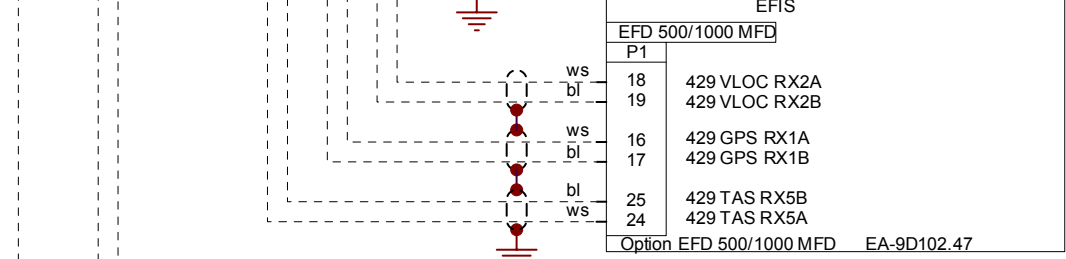 EFIS
EFD 500/1000 MFD
P1
ws 18 429 VLOC RX2A
bl 19 429 VLOC RX2B
ws 16 429 GPS RX1A
bl 17 429 GPS RX1B
bl 25 429 TAS RX5B
ws 24 429 TAS RX5A
Option EFD 500/1000 MFD EA-9D102.47